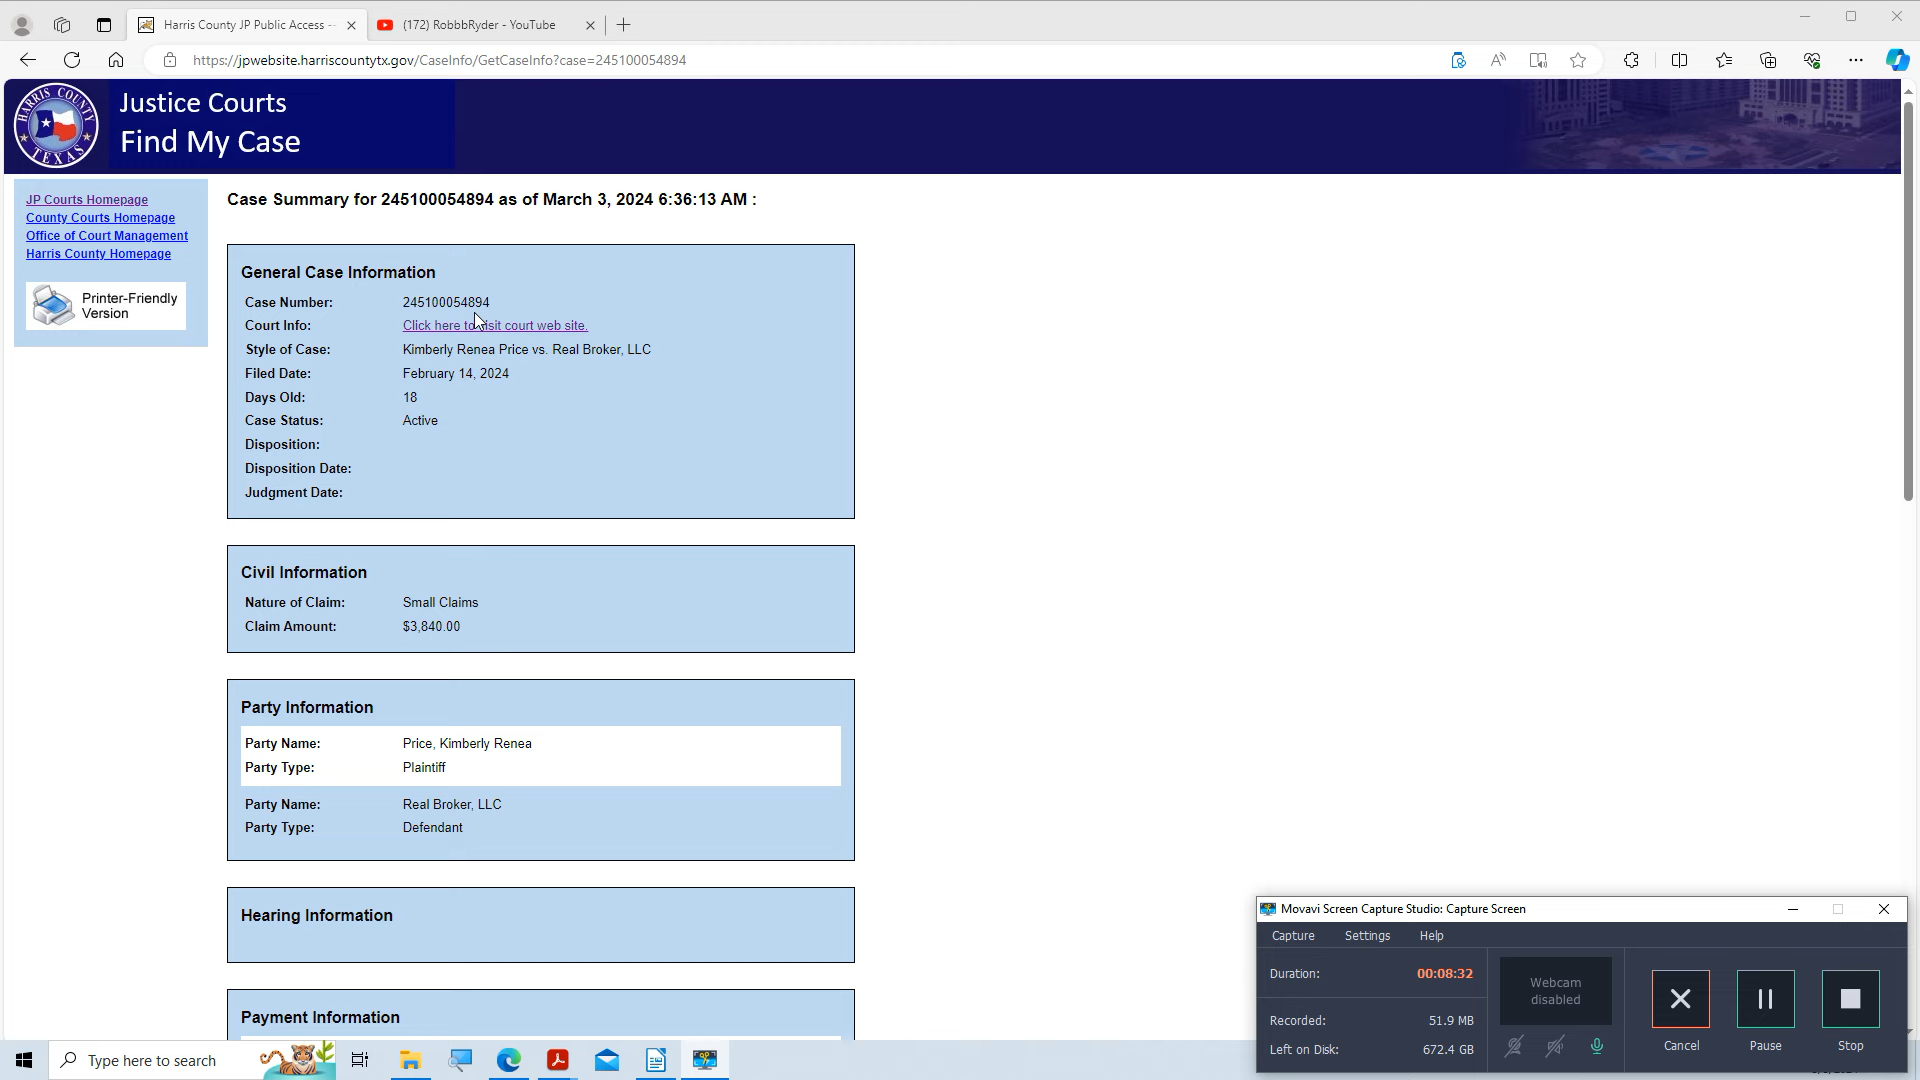 Harris County JP Public Access --
(172) RobbbRyder - YouTube
https://jpwebsite.harriscountytx.gov/CaseInfo/GetCaseInfo?case=245100054894
HARRIS COUNTY
TEXAS
Justice Courts
Find My Case
JP Courts Homepage
County Courts Homepage
Office of Court Management
Harris County Homepage
Printer-Friendly
Version
Case Summary for 245100054894 as of March 3, 2024 6:36:13 AM :
General Case Information
Case Number: 245100054894
Court Info: Click here to visit court web site.
Style of Case: Kimberly Renea Price vs. Real Broker, LLC
Filed Date: February 14, 2024
Days Old: 18
Case Status: Active
Disposition:
Disposition Date:
Judgment Date:
Civil Information
Nature of Claim: Small Claims
Claim Amount: $3,840.00
Party Information
Party Name: Price, Kimberly Renea
Party Type: Plaintiff
Party Name: Real Broker, LLC
Party Type: Defendant
Hearing Information
Payment Information
Movavi Screen Capture Studio: Capture Screen
Capture Settings Help
Duration: 00:08:32
Webcam
disabled
Recorded: 51.9 MB
Left on Disk: 672.4 GB
Cancel Pause Stop
Type here to search